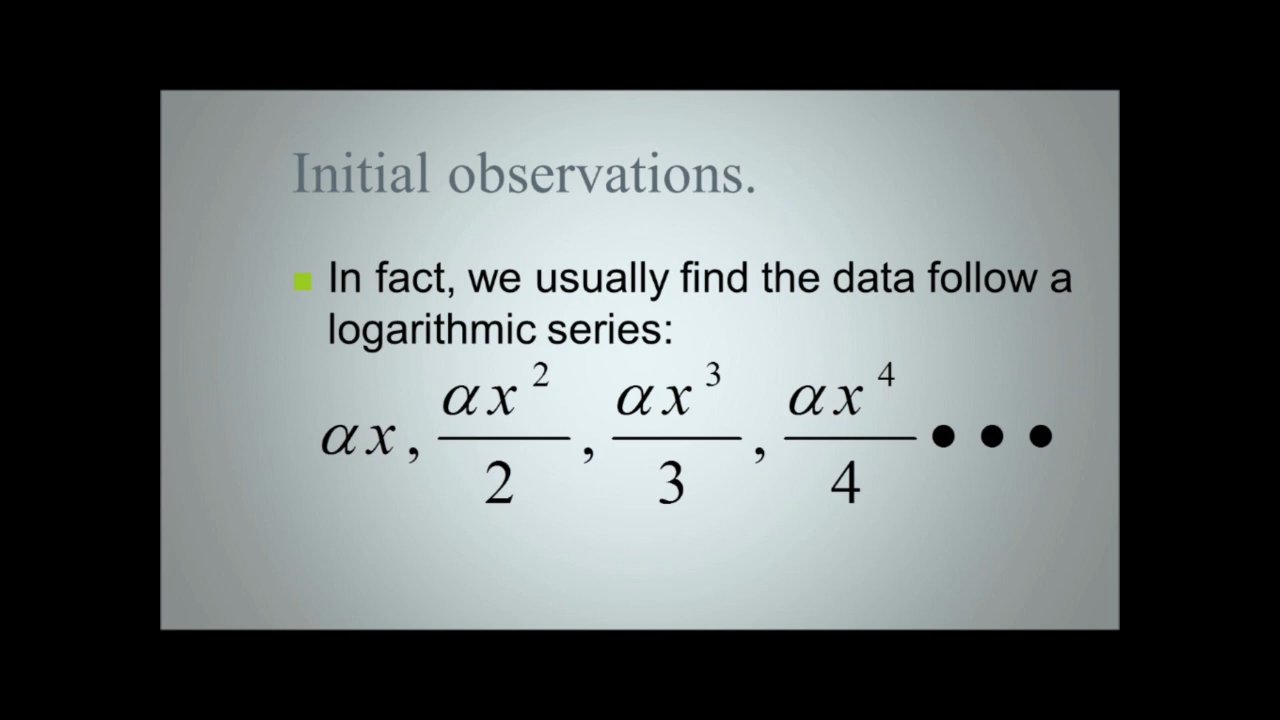 Initial observations.
In fact, we usually find the data follow a
logarithmic series:
αx, αx²/2, αx³/3, αx⁴/4 •••